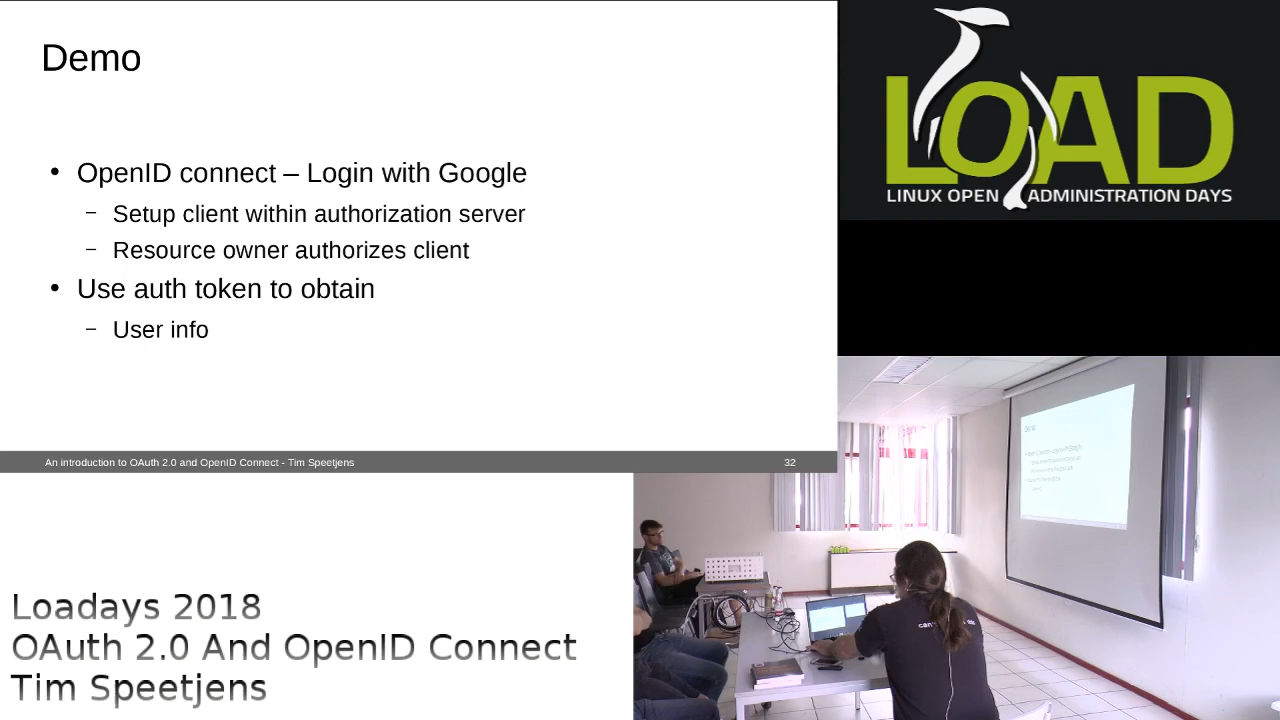 Demo
• OpenID connect – Login with Google
– Setup client within authorization server
– Resource owner authorizes client
• Use auth token to obtain
– User info
An introduction to OAuth 2.0 and OpenID Connect - Tim Speetjens 32
LOAD
LINUX OPEN ADMINISTRATION DAYS
Demo
Loadays 2018
OAuth 2.0 And OpenID Connect
Tim Speetjens